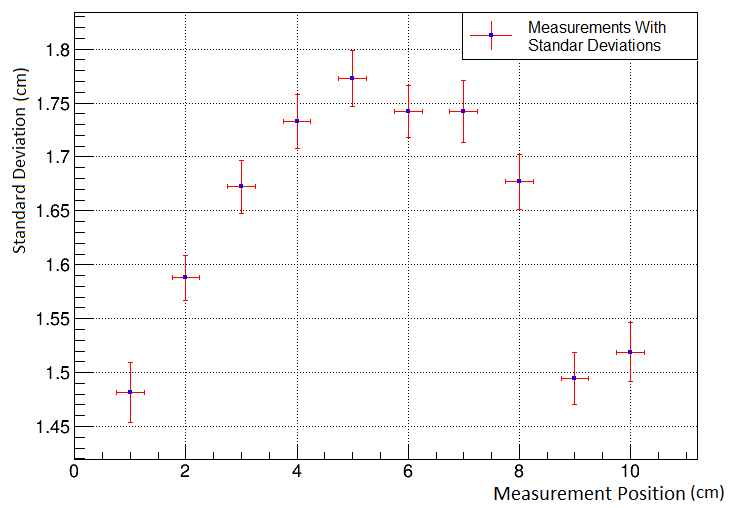 Measurements With
Standar Deviations
Standard Deviation (cm)
1.8
1.75
1.7
1.65
1.6
1.55
1.5
1.45
0 2 4 6 8 10
Measurement Position (cm)